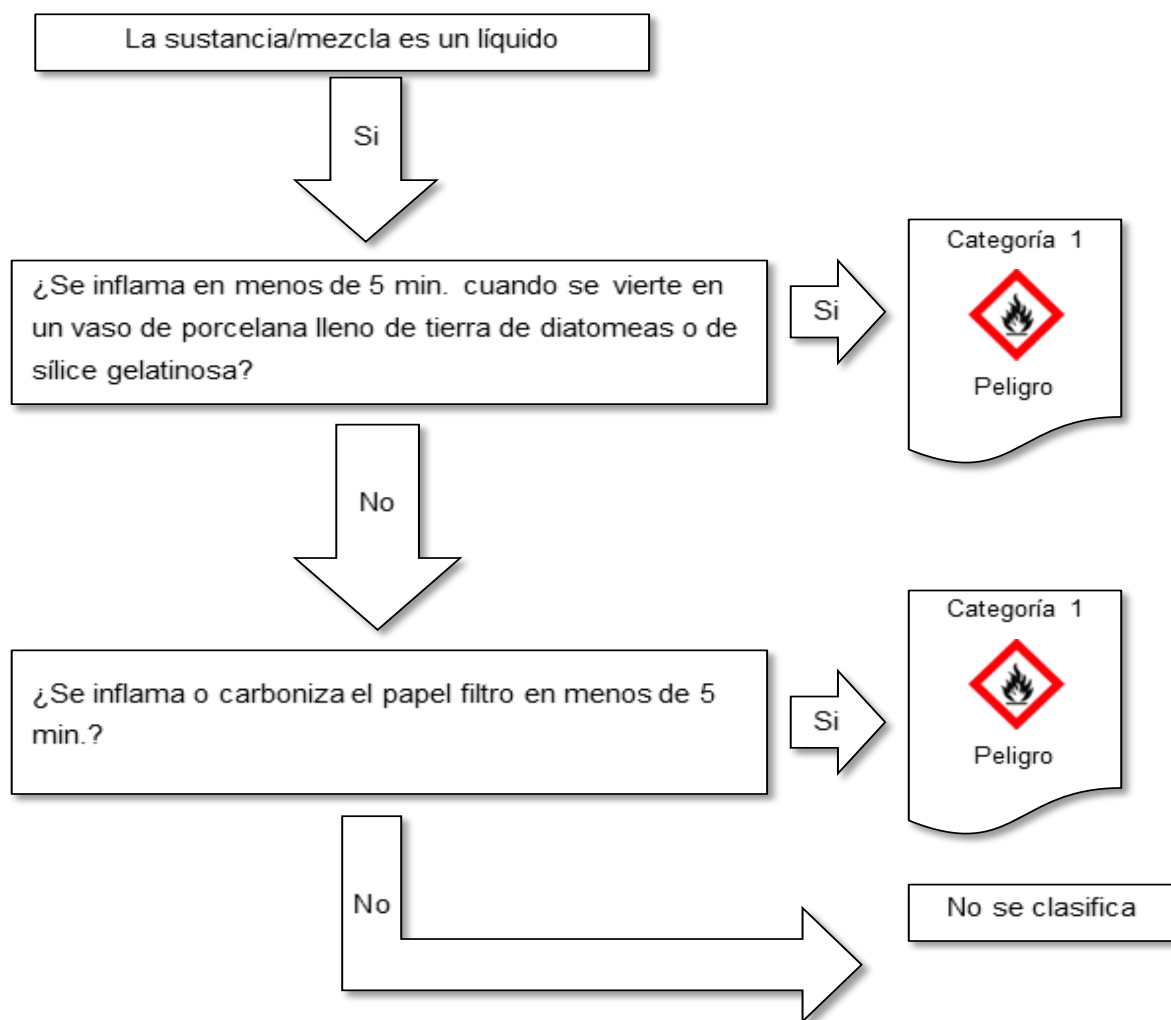 La sustancia/mezcla es un líquido
Si
¿Se inflama en menos de 5 min. cuando se vierte en
un vaso de porcelana lleno de tierra de diatomeas o de
sílice gelatinosa?
Si
Categoría 1
Peligro
No
¿Se inflama o carboniza el papel filtro en menos de 5
min.?
Si
Categoría 1
Peligro
No
No se clasifica